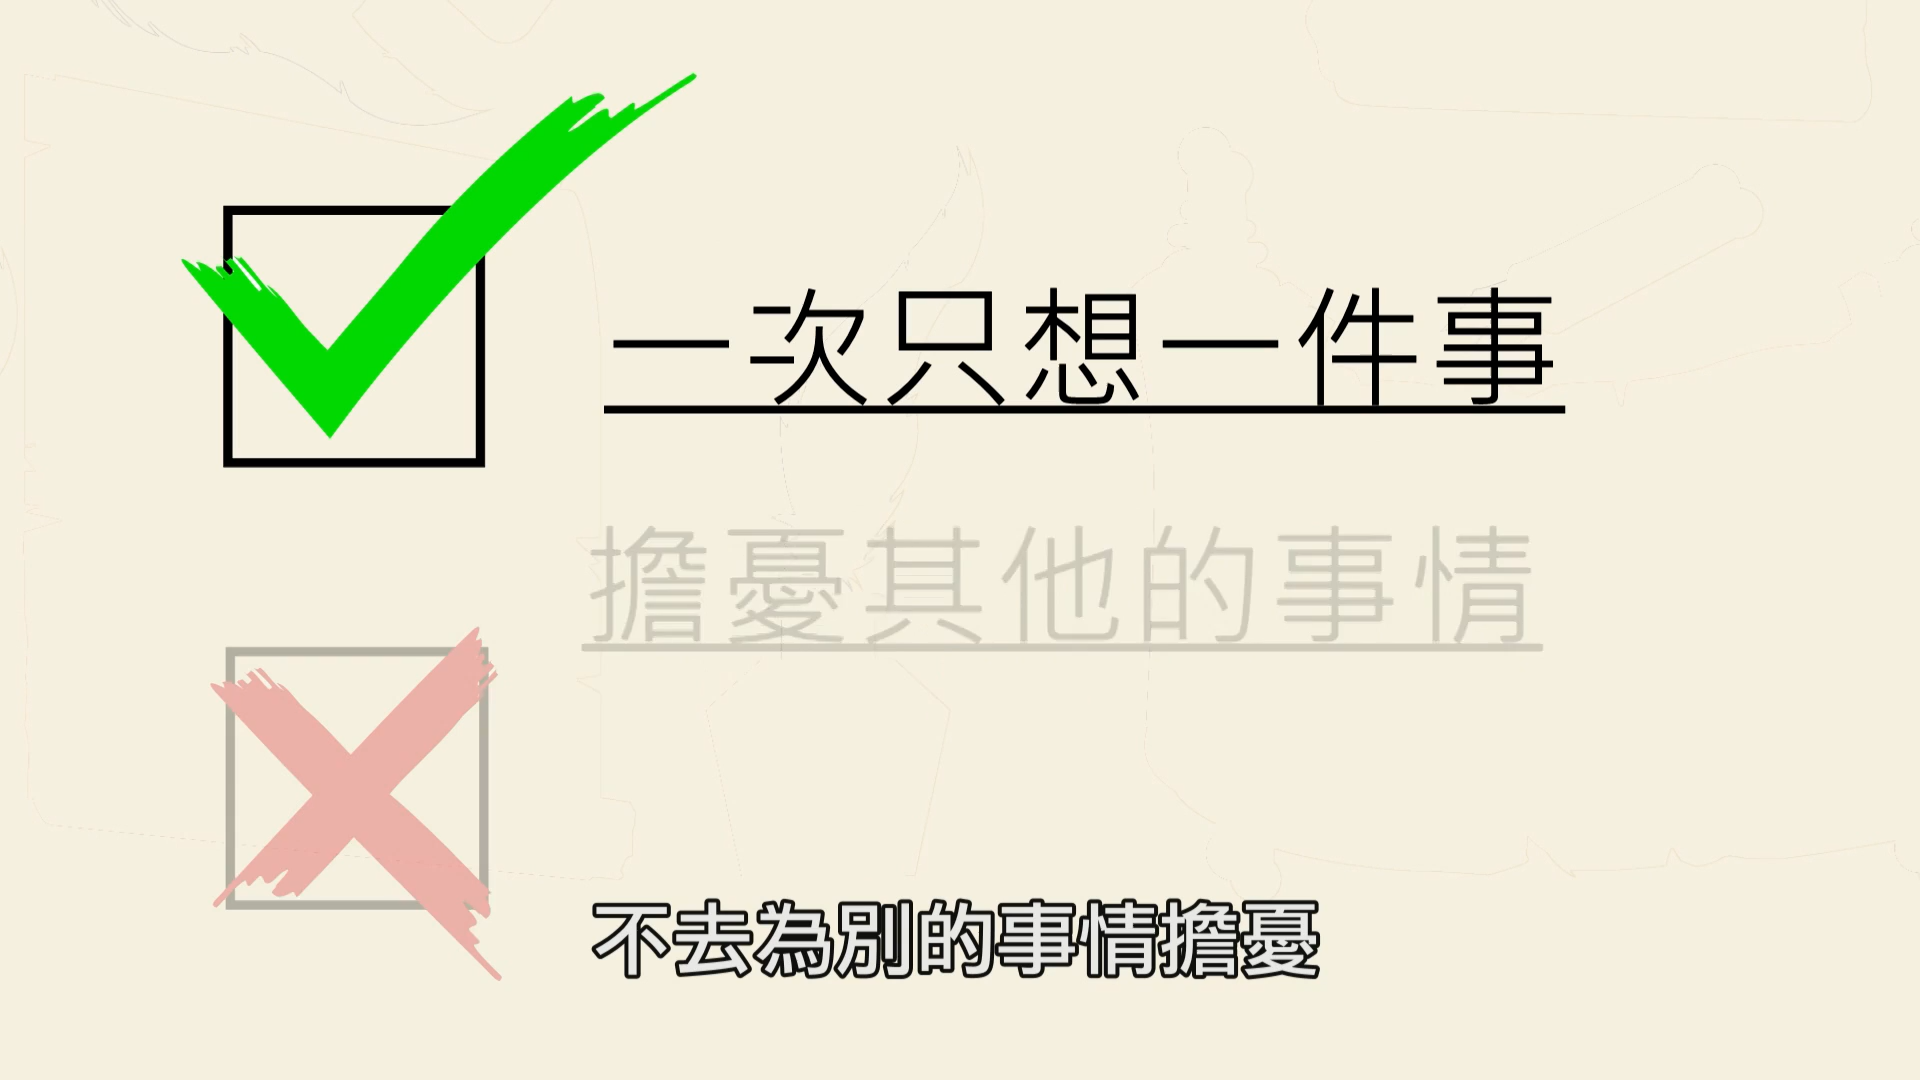 一次只想一件事
擔憂其他的事情
不去為別的事情擔憂